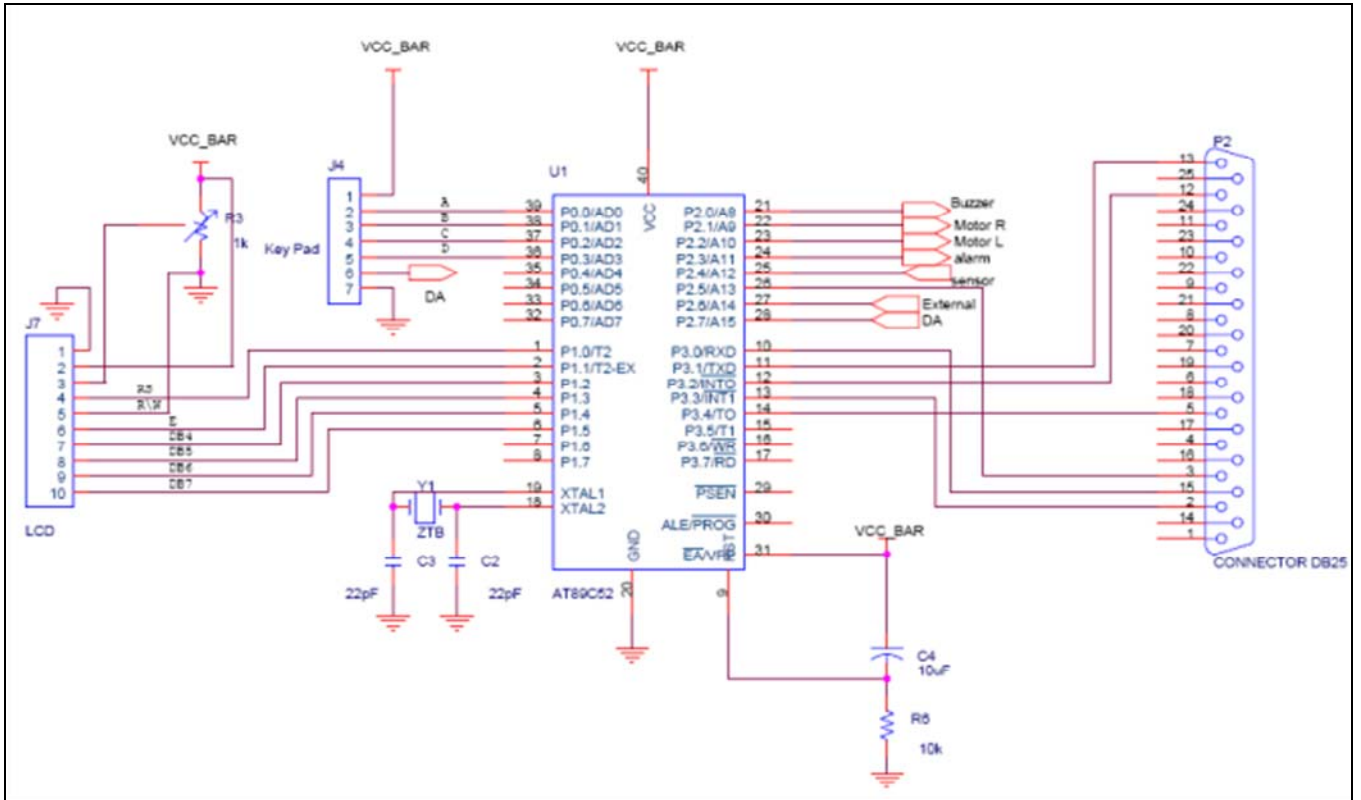 VCC_BAR
VCC_BAR
VCC_BAR
R3
1k
J4
1
2
3
4
5
6
7
Key Pad
A
B
C
D
DA
J7
1
2
3
4
5
6
7
8
9
10
LCD
RS
R\W
E
DB4
DB5
DB6
DB7
Y1
ZTB
C3
22pF
C2
22pF
U1
40
VCC
39 P0.0/AD0
38 P0.1/AD1
37 P0.2/AD2
36 P0.3/AD3
35 P0.4/AD4
34 P0.5/AD5
33 P0.6/AD6
32 P0.7/AD7
1 P1.0/T2
2 P1.1/T2-EX
3 P1.2
4 P1.3
5 P1.4
6 P1.5
7 P1.6
8 P1.7
19 XTAL1
18 XTAL2
GND
20
AT89C52
P2.0/A8 21
P2.1/A9 22
P2.2/A10 23
P2.3/A11 24
P2.4/A12 25
P2.5/A13 26
P2.6/A14 27
P2.7/A15 28
P3.0/RXD 10
P3.1/TXD 11
P3.2/INTO 12
P3.3/INT1 13
P3.4/TO 14
P3.5/T1 15
P3.6/WR 16
P3.7/RD 17
PSEN 29
ALE/PROG 30
EA/VPP 31
RST
9
Buzzer
Motor R
Motor L
alarm
sensor
External
DA
VCC_BAR
C4
10uF
R6
10k
P2
13
25
12
24
11
23
10
22
9
21
8
20
7
19
6
18
5
17
4
16
3
15
2
14
1
CONNECTOR DB25